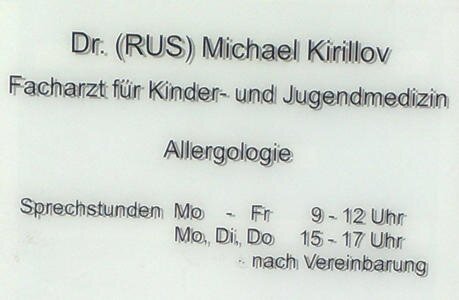 Dr. (RUS) Michael Kirillov
Facharzt für Kinder- und Jugendmedizin
Allergologie
Sprechstunden Mo - Fr 9 - 12 Uhr
Mo, Di, Do 15 - 17 Uhr
nach Vereinbarung